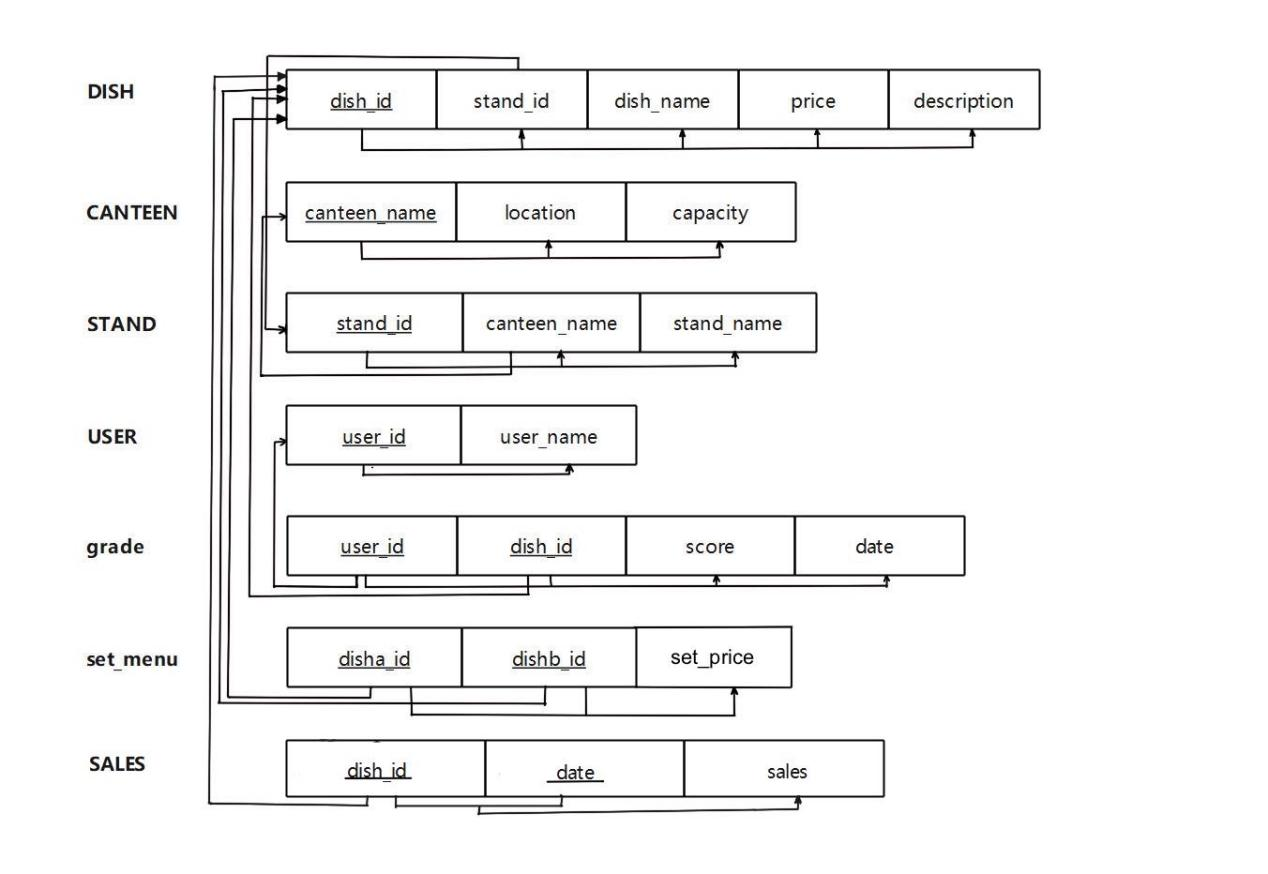 DISH
dish_id stand_id dish_name price description
CANTEEN
canteen_name location capacity
STAND
stand_id canteen_name stand_name
USER
user_id user_name
grade
user_id dish_id score date
set_menu
disha_id dishb_id set_price
SALES
dish_id date sales